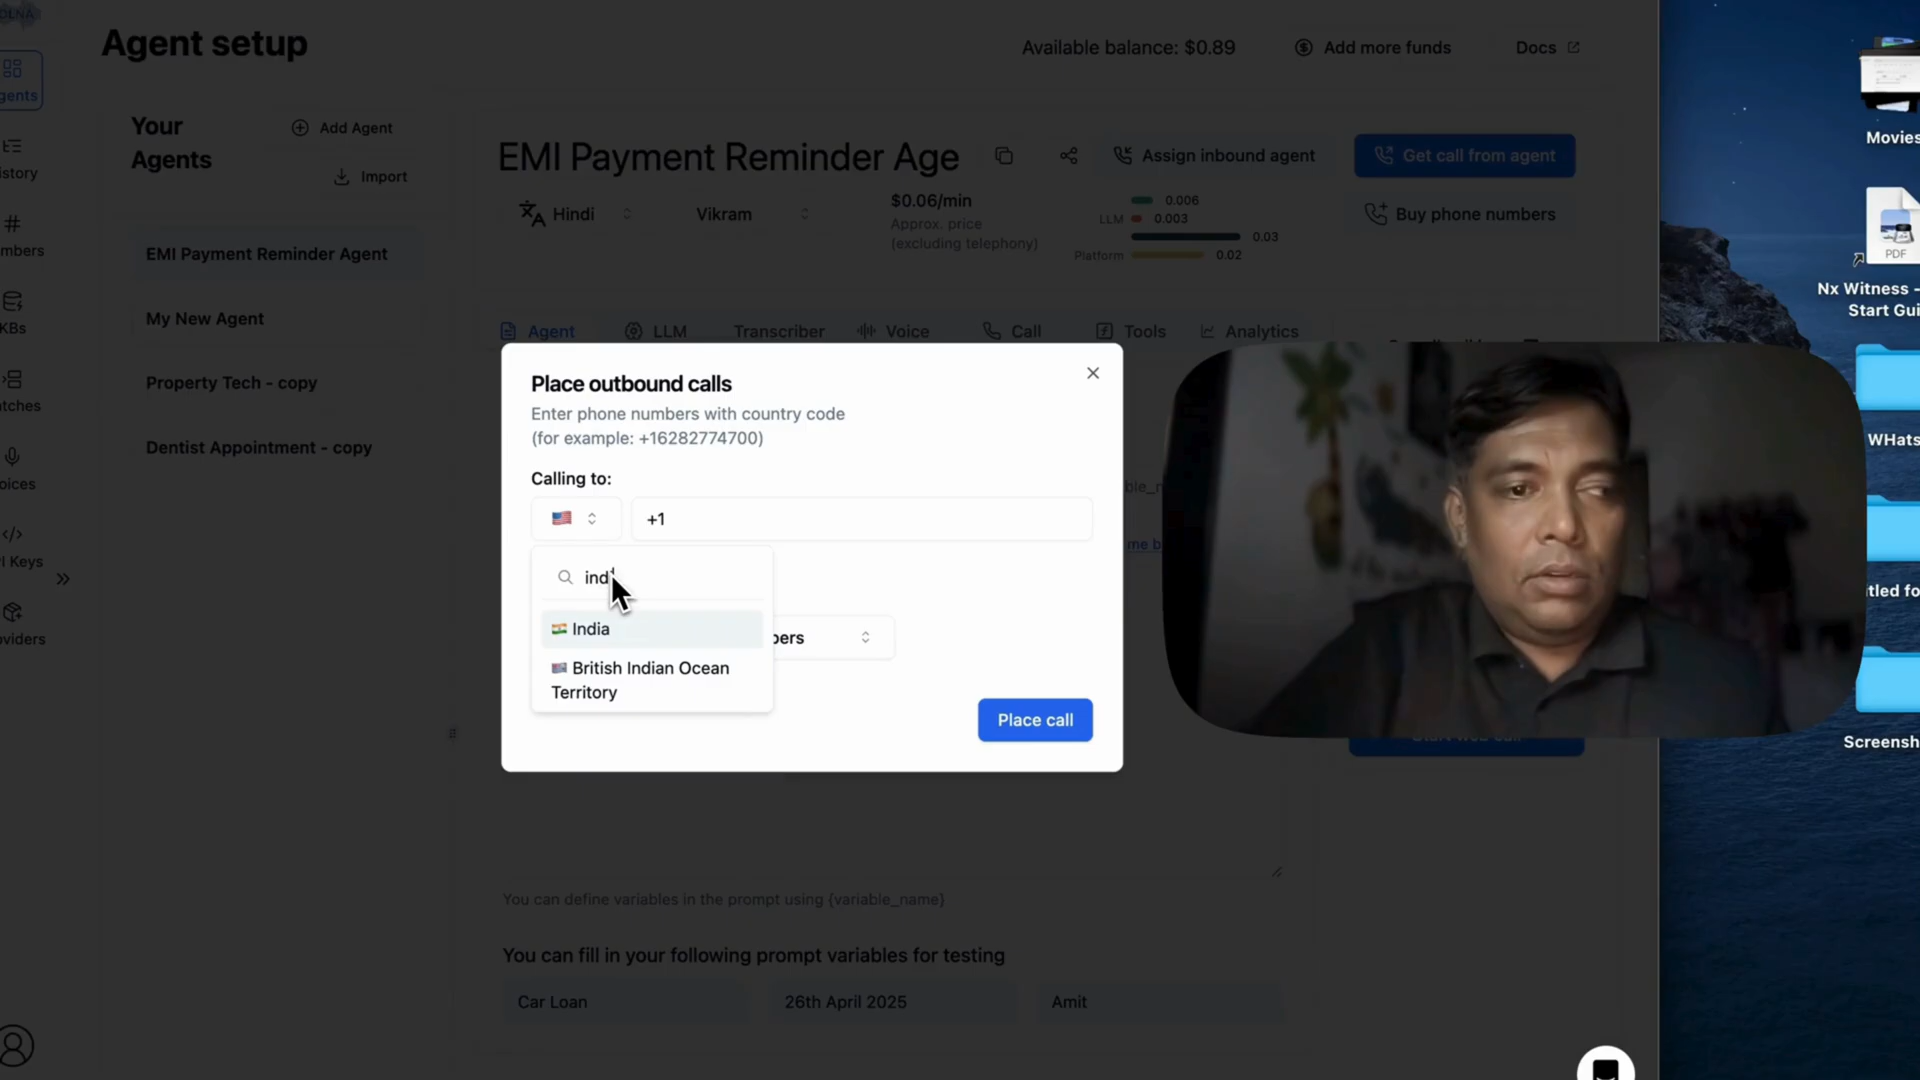 Agent setup
Available balance: $0.89
Add more funds
Docs
gents
Your
Agents
Add Agent
Import
EMI Payment Reminder Age
Assign inbound agent
Get call from agent
Hindi
Vikram
$0.06/min
Approx. price
(excluding telephony)
0.006
LLM
0.003
0.03
Platform
0.02
Buy phone numbers
istory
mbers
KBs
tches
oices
I Keys
viders
EMI Payment Reminder Agent
My New Agent
Property Tech - copy
Dentist Appointment - copy
Agent
LLM
Transcriber
Voice
Call
Tools
Analytics
Place outbound calls
Enter phone numbers with country code
(for example: +16282774700)
Calling to:
+1
ble_n
me b
indi
India
British Indian Ocean
Territory
bers
Place call
You can define variables in the prompt using {variable_name}
You can fill in your following prompt variables for testing
Car Loan
26th April 2025
Amit
Movies
PDF
Nx Witness -
Start Gui
WHats
tled fo
Screensh